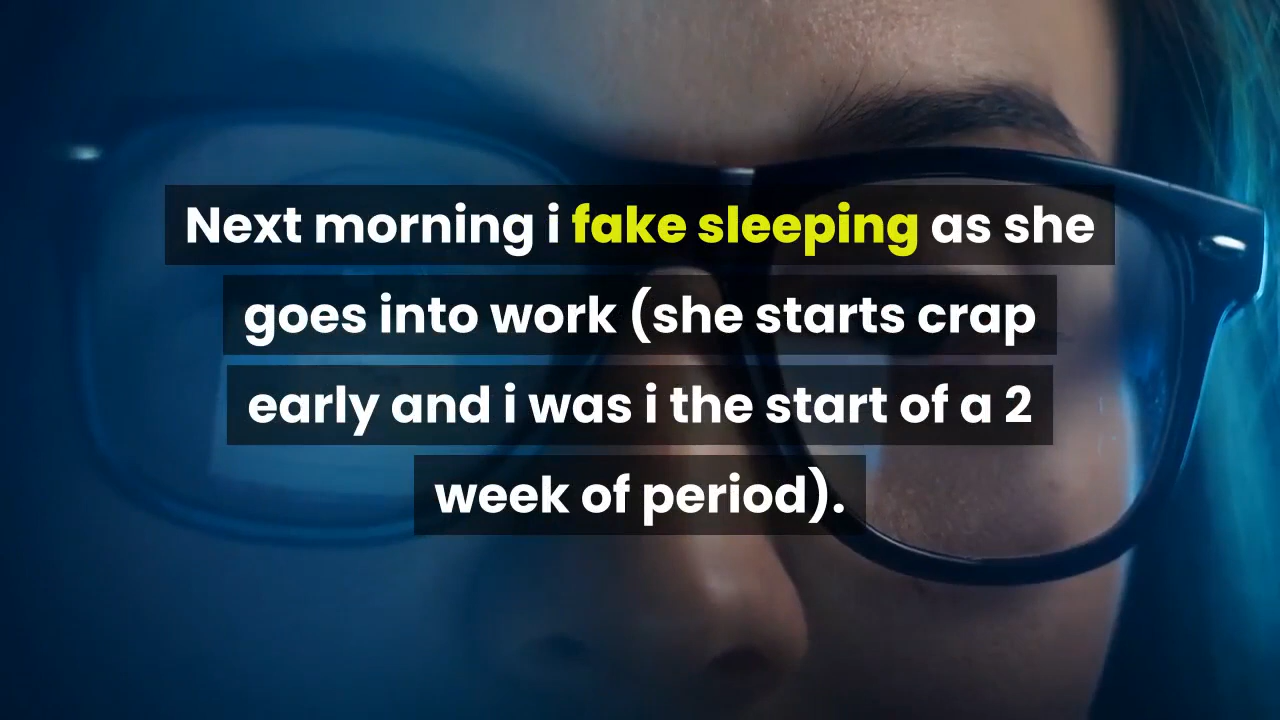 Next morning i fake sleeping as she
goes into work (she starts crap
early and i was i the start of a 2
week of period).